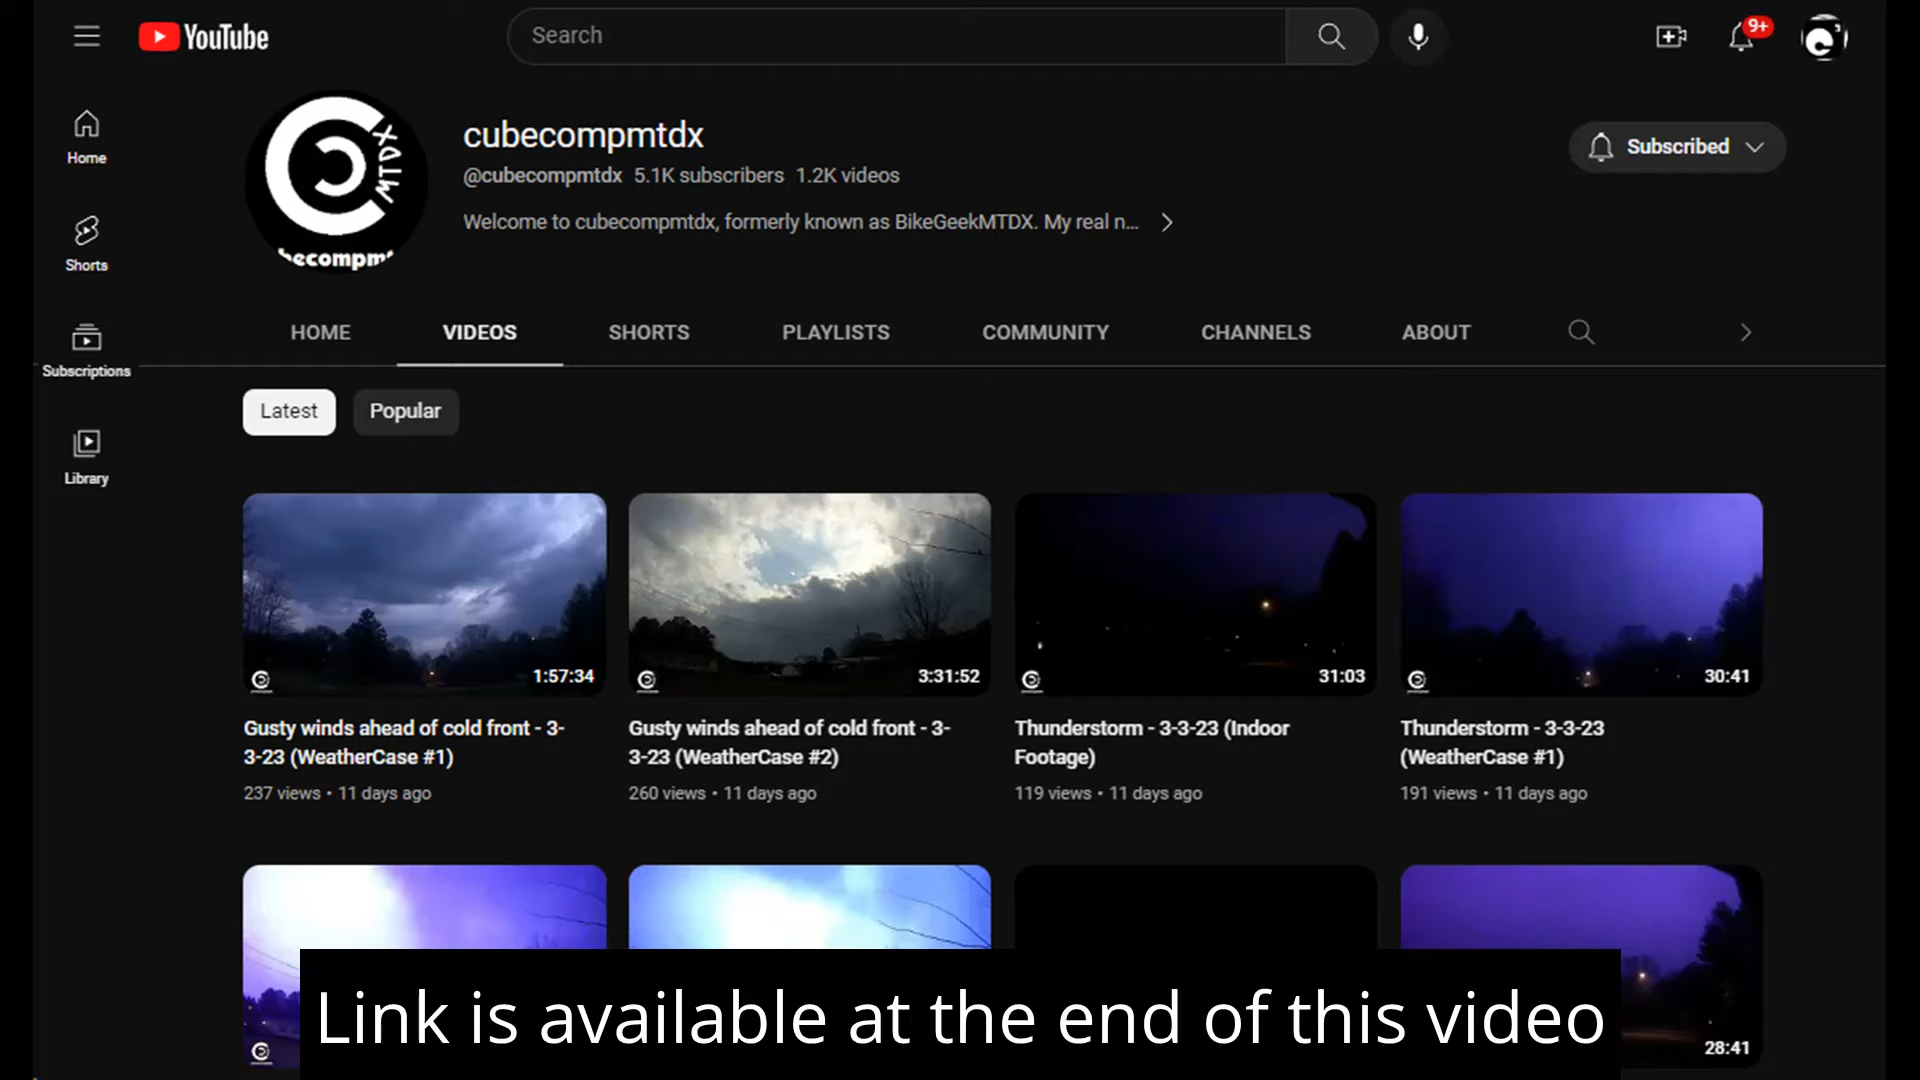 YouTube
Search
9+
Home
Shorts
Subscriptions
Library
MTDX
becompm
cubecompmtdx
@cubecompmtdx 5.1K subscribers 1.2K videos
Welcome to cubecompmtdx, formerly known as BikeGeekMTDX. My real n...
Subscribed
HOME VIDEOS SHORTS PLAYLISTS COMMUNITY CHANNELS ABOUT
Latest Popular
1:57:34
3:31:52
31:03
30:41
Gusty winds ahead of cold front - 3-
3-23 (WeatherCase #1)
237 views • 11 days ago
Gusty winds ahead of cold front - 3-
3-23 (WeatherCase #2)
260 views • 11 days ago
Thunderstorm - 3-3-23 (Indoor
Footage)
119 views • 11 days ago
Thunderstorm - 3-3-23
(WeatherCase #1)
191 views • 11 days ago
28:41
Link is available at the end of this video